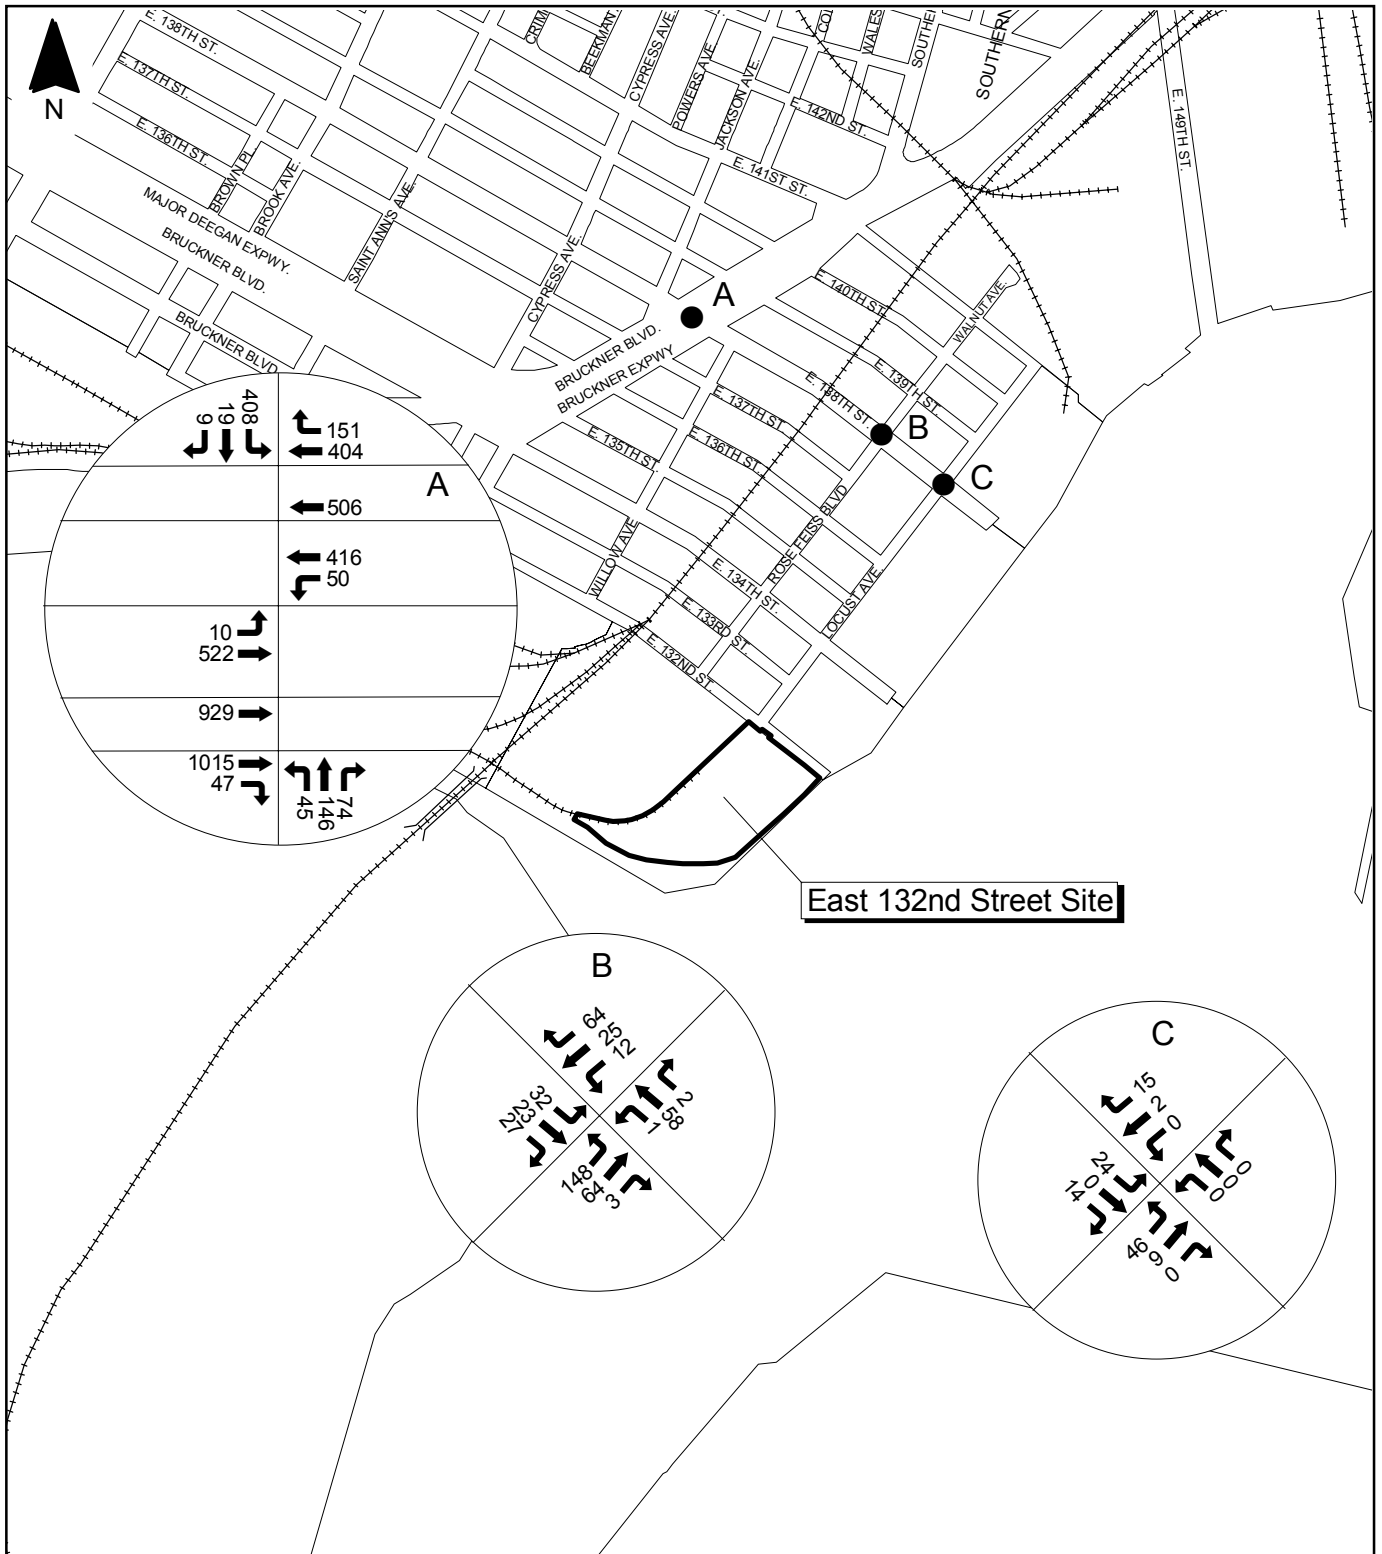 N
E. 138TH ST.
E. 137TH ST.
E. 136TH ST.
BROWN PL.
BROOK AVE.
SAINT ANN'S AVE.
MAJOR DEEGAN EXPWY.
BRUCKNER BLVD.
BRUCKNER BLVD.
CRIM
BEEKMAN
CYPRESS AVE.
POWERS AVE.
JACKSON AVE.
COL
WALES
SOUTHER
SOUTHERN
E. 142ND ST.
E. 141ST ST.
E. 149TH ST.
CYPRESS AVE.
BRUCKNER BLVD.
BRUCKNER EXPWY
A
E. 140TH ST.
WALNUT AVE.
E. 139TH ST.
E. 138TH ST.
E. 137TH ST.
E. 136TH ST.
E. 135TH ST.
B
C
ROSE FEISS BLVD
WILLOW AVE.
LOCUST AVE.
E. 134TH ST.
E. 133RD ST.
E. 132ND ST.
East 132nd Street Site
A
9
19
408
151
404
506
416
50
10
522
929
1015
47
45
146
74
B
64
25
12
2
58
1
32
23
27
148
64
3
C
15
2
0
0
0
0
24
0
14
46
9
0